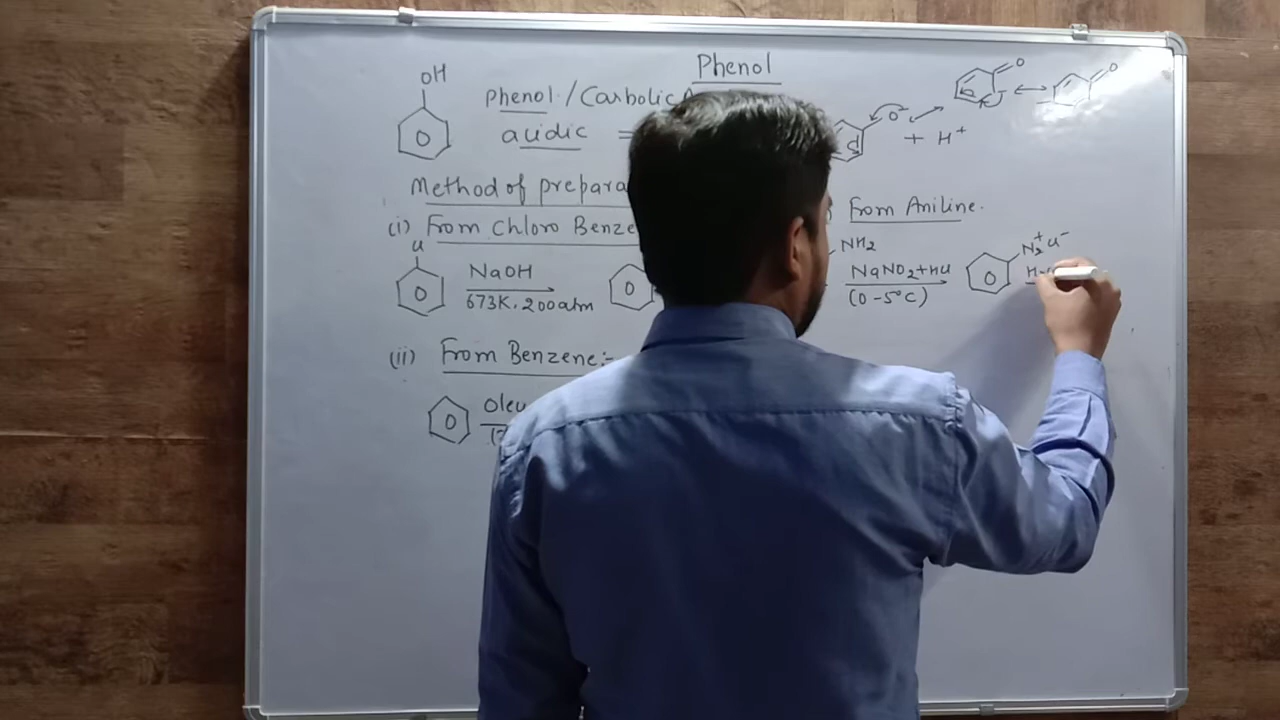 Phenol
OH
Phenol / Carbolic
acidic =
O⁻ + H⁺
O
O
Method of prepara
(i) From Chloro Benze
Cl
NaOH
673K, 200atm
(ii) From Benzene:-
Oleu
From Aniline.
NH₂
NaNO₂+HCl
(0-5°C)
N₂⁺Cl⁻